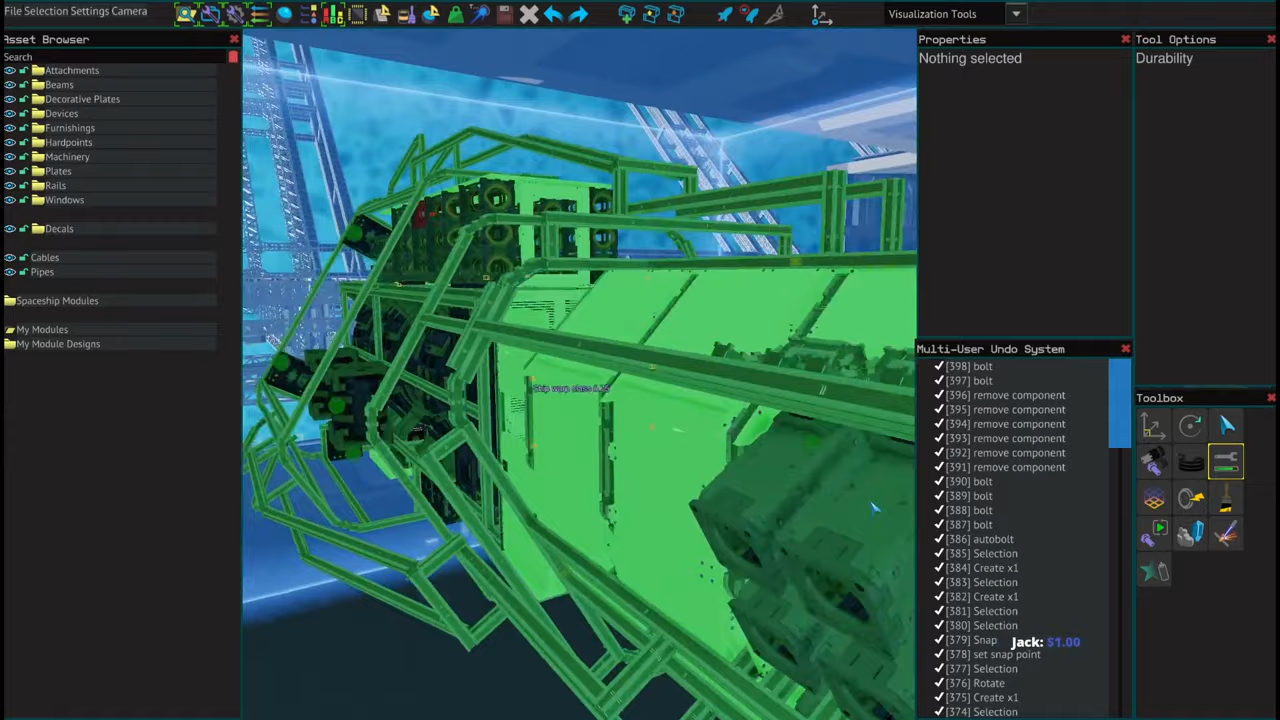 File Selection Settings Camera
Visualization Tools
Asset Browser
Search
Attachments
Beams
Decorative Plates
Devices
Furnishings
Hardpoints
Machinery
Plates
Rails
Windows
Decals
Cables
Pipes
Spaceship Modules
My Modules
My Module Designs
Ship warp class
Properties
Nothing selected
Multi-User Undo System
[398] bolt
[397] bolt
[396] remove component
[395] remove component
[394] remove component
[393] remove component
[392] remove component
[391] remove component
[390] bolt
[389] bolt
[388] bolt
[387] bolt
[386] autobolt
[385] Selection
[384] Create x1
[383] Selection
[382] Create x1
[381] Selection
[380] Selection
[379] Snap
Jack: $1.00
[378] set snap point
[377] Selection
[376] Rotate
[375] Create x1
[374] Selection
Tool Options
Durability
Toolbox